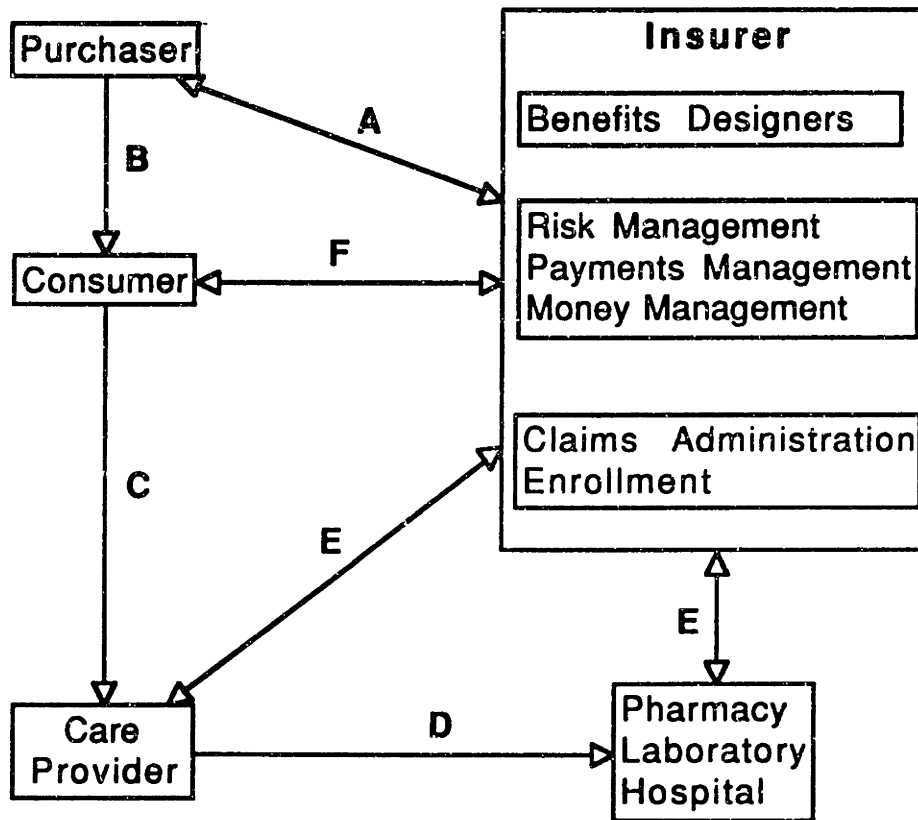 Purchaser
Insurer
Benefits Designers
A
B
Risk Management
Payments Management
Money Management
F
Consumer
Claims Administration
Enrollment
C
E
E
Care
Provider
D
Pharmacy
Laboratory
Hospital